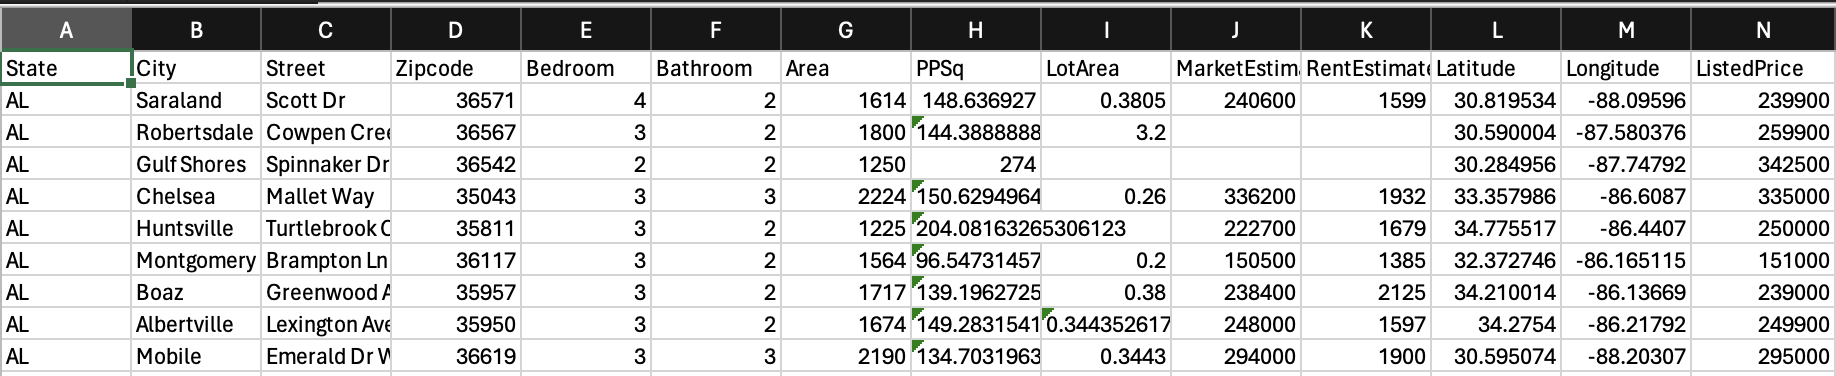 A B C D E F G H I J K L M N
State City Street Zipcode Bedroom Bathroom Area PPSq LotArea MarketEstim RentEstimate Latitude Longitude ListedPrice
AL Saraland Scott Dr 36571 4 2 1614 148.636927 0.3805 240600 1599 30.819534 -88.09596 239900
AL Robertsdale Cowpen Cree 36567 3 2 1800 144.3888888 3.2 30.590004 -87.580376 259900
AL Gulf Shores Spinnaker Dr 36542 2 2 1250 274 30.284956 -87.74792 342500
AL Chelsea Mallet Way 35043 3 3 2224 150.6294964 0.26 336200 1932 33.357986 -86.6087 335000
AL Huntsville Turtlebrook C 35811 3 2 1225 204.08163265306123 222700 1679 34.775517 -86.4407 250000
AL Montgomery Brampton Ln 36117 3 2 1564 96.54731457 0.2 150500 1385 32.372746 -86.165115 151000
AL Boaz Greenwood A 35957 3 2 1717 139.1962725 0.38 238400 2125 34.210014 -86.13669 239000
AL Albertville Lexington Ave 35950 3 2 1674 149.2831541 0.344352617 248000 1597 34.2754 -86.21792 249900
AL Mobile Emerald Dr W 36619 3 3 2190 134.7031963 0.3443 294000 1900 30.595074 -88.20307 295000